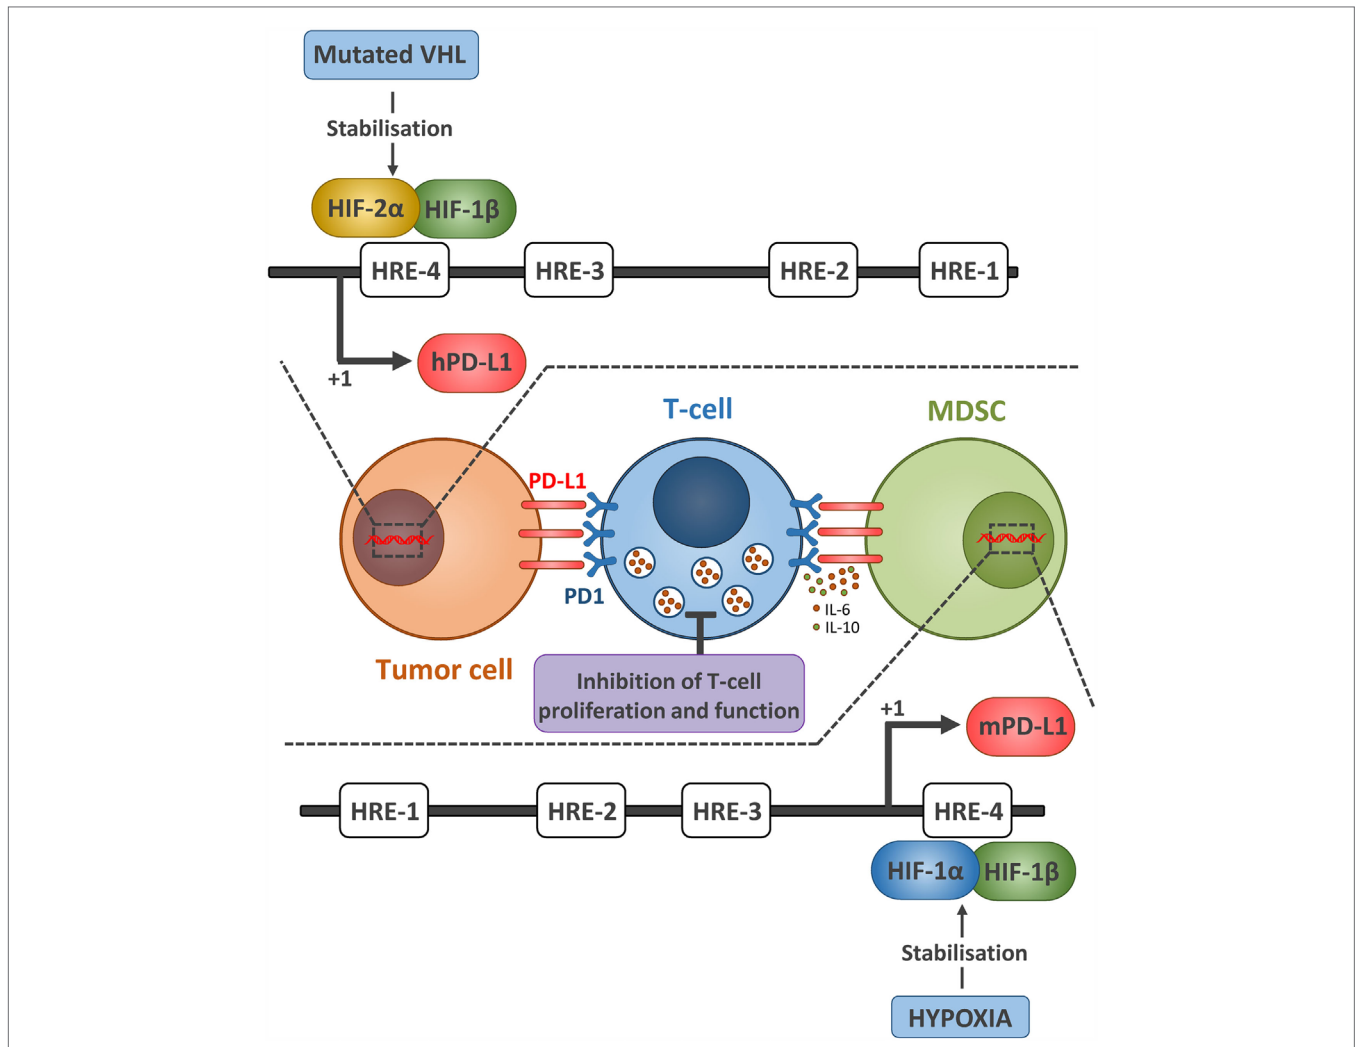 Mutated VHL
Stabilisation
HIF-2α HIF-1β
HRE-4 HRE-3 HRE-2 HRE-1
+1 hPD-L1
T-cell MDSC
PD-L1
PD1
IL-6
IL-10
Tumor cell
Inhibition of T-cell
proliferation and function
+1 mPD-L1
HRE-1 HRE-2 HRE-3 HRE-4
HIF-1α HIF-1β
Stabilisation
HYPOXIA